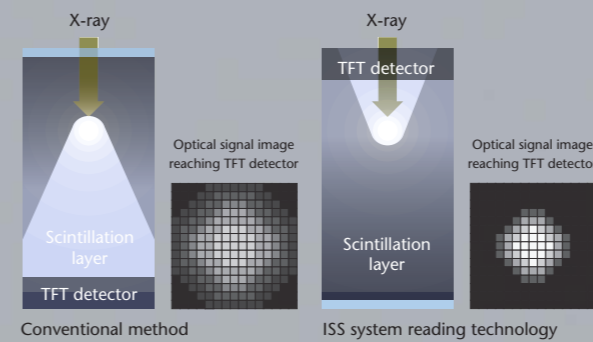 X-ray
Optical signal image
reaching TFT detector
Scintillation
layer
TFT detector
Conventional method
X-ray
TFT detector
Optical signal image
reaching TFT detecto
Scintillation
layer
ISS system reading technology